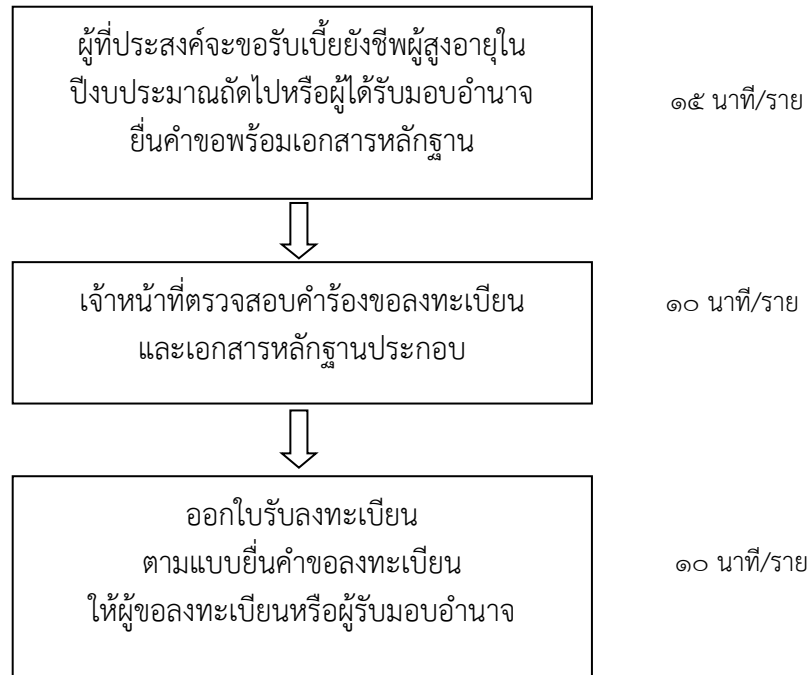 ผู้ที่ประสงค์จะขอรับเบี้ยยังชีพผู้สูงอายุใน
ปีงบประมาณถัดไปหรือผู้ได้รับมอบอำนาจ
ยื่นคำขอพร้อมเอกสารหลักฐาน
๑๕ นาที/ราย
เจ้าหน้าที่ตรวจสอบคำร้องขอลงทะเบียน
และเอกสารหลักฐานประกอบ
๑๐ นาที/ราย
ออกใบรับลงทะเบียน
ตามแบบยื่นคำขอลงทะเบียน
ให้ผู้ขอลงทะเบียนหรือผู้รับมอบอำนาจ
๑๐ นาที/ราย